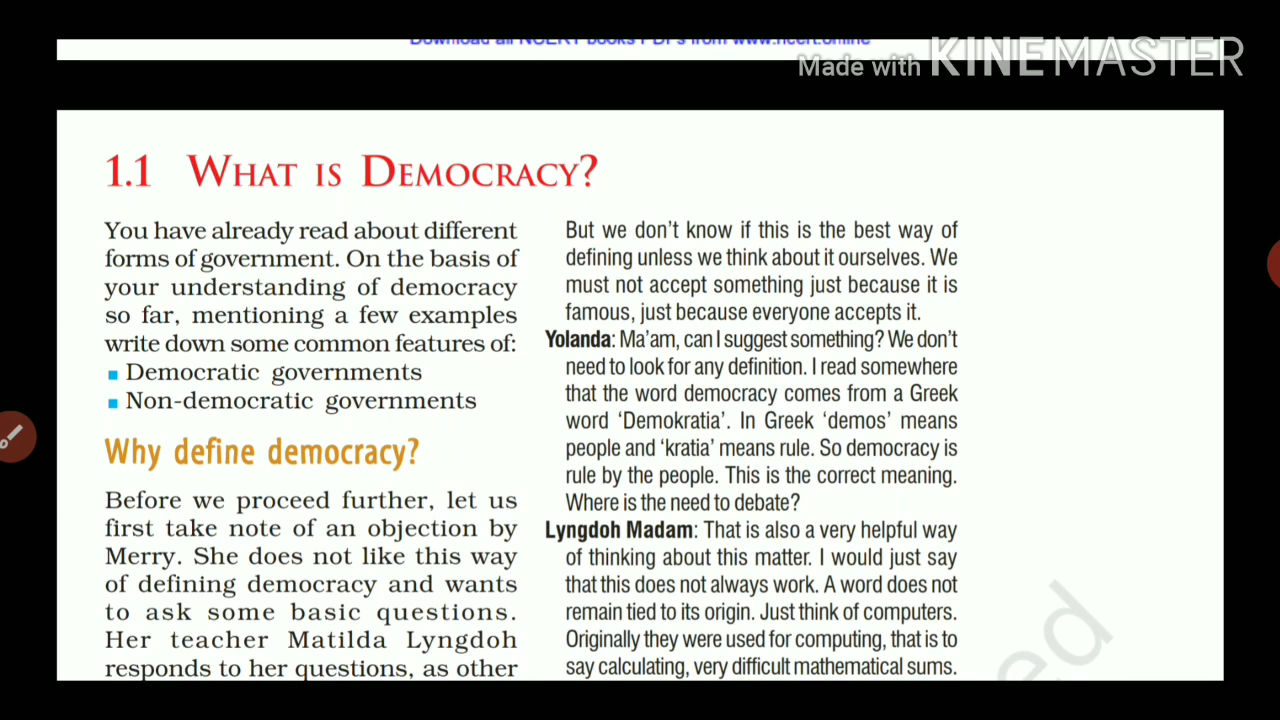 Download all NCERT books PDFs from www.ncert.online
Made with KINEMASTER
1.1 WHAT IS DEMOCRACY?
You have already read about different
forms of government. On the basis of
your understanding of democracy
so far, mentioning a few examples
write down some common features of:
Democratic governments
Non-democratic governments
Why define democracy?
Before we proceed further, let us
first take note of an objection by
Merry. She does not like this way
of defining democracy and wants
to ask some basic questions.
Her teacher Matilda Lyngdoh
responds to her questions, as other
But we don't know if this is the best way of
defining unless we think about it ourselves. We
must not accept something just because it is
famous, just because everyone accepts it.
Yolanda: Ma'am, can I suggest something? We don't
need to look for any definition. I read somewhere
that the word democracy comes from a Greek
word ‘Demokratia’. In Greek ‘demos’ means
people and ‘kratia’ means rule. So democracy is
rule by the people. This is the correct meaning.
Where is the need to debate?
Lyngdoh Madam: That is also a very helpful way
of thinking about this matter. I would just say
that this does not always work. A word does not
remain tied to its origin. Just think of computers.
Originally they were used for computing, that is to
say calculating, very difficult mathematical sums.
ed